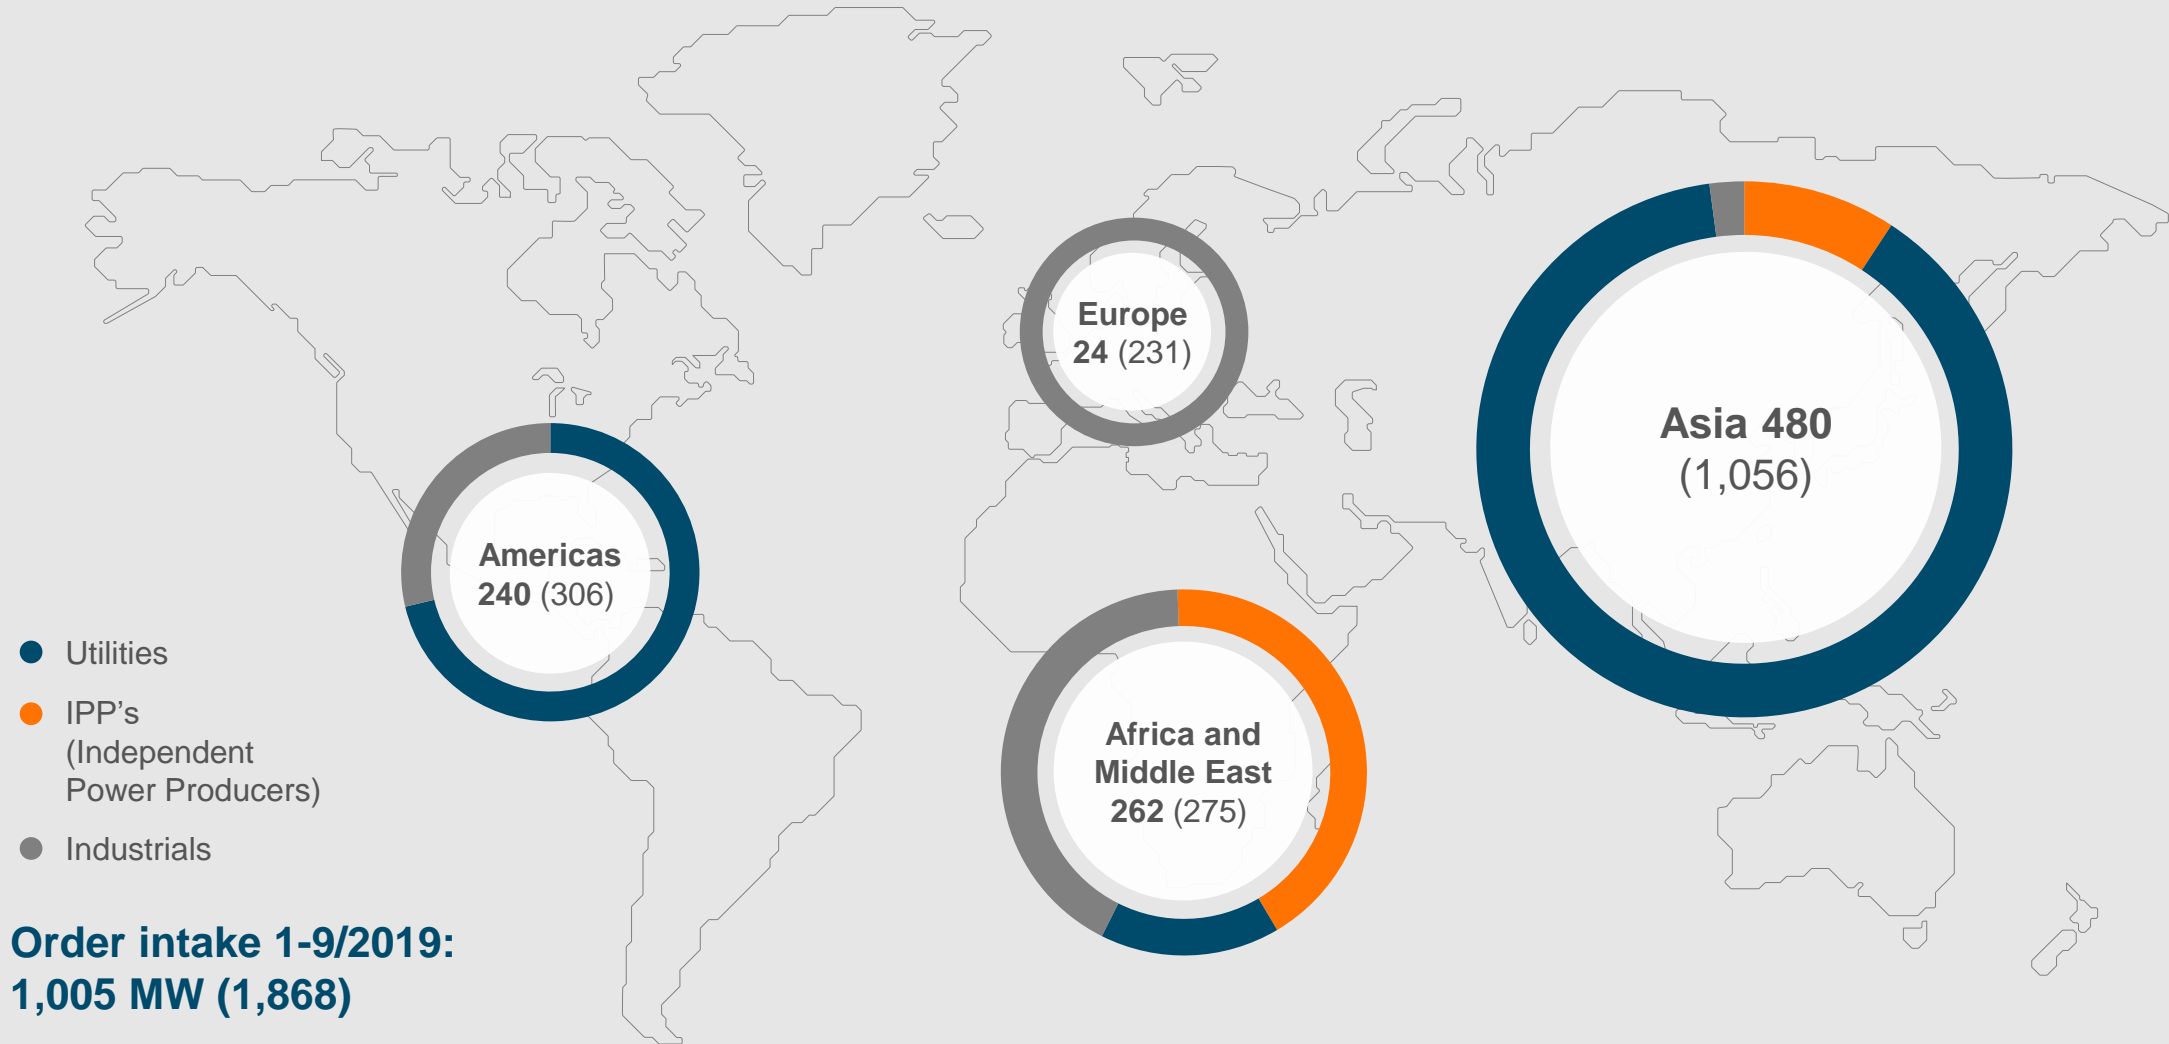 Europe
24 (231)
Asia 480
(1,056)
Americas
240 (306)
Africa and
Middle East
262 (275)
Utilities
IPP’s
(Independent
Power Producers)
Industrials
Order intake 1-9/2019:
1,005 MW (1,868)